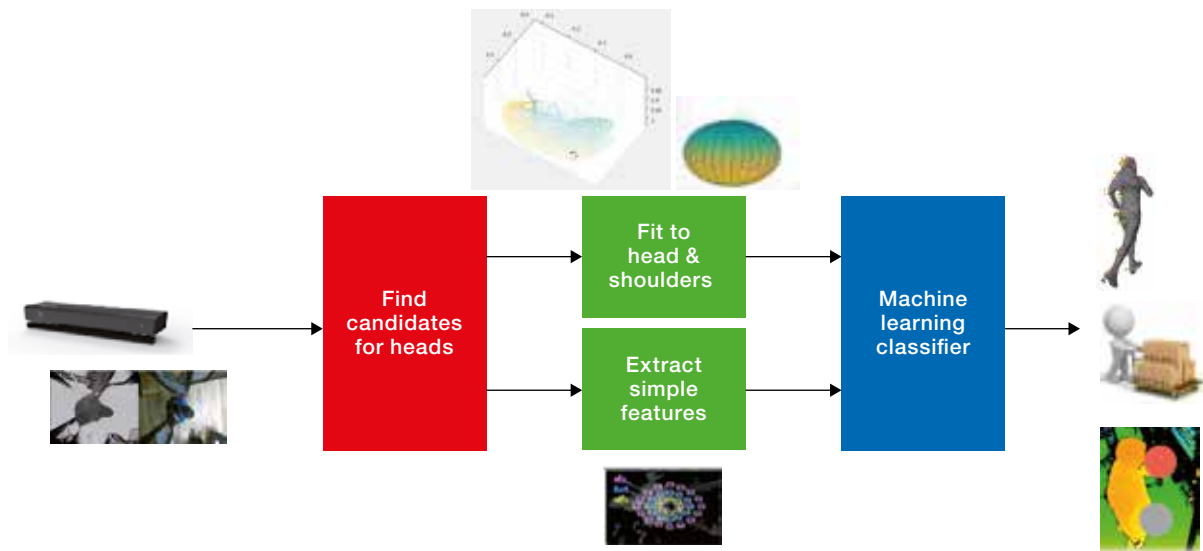 Find
candidates
for heads
Fit to
head &
shoulders
Extract
simple
features
Machine
learning
classifier